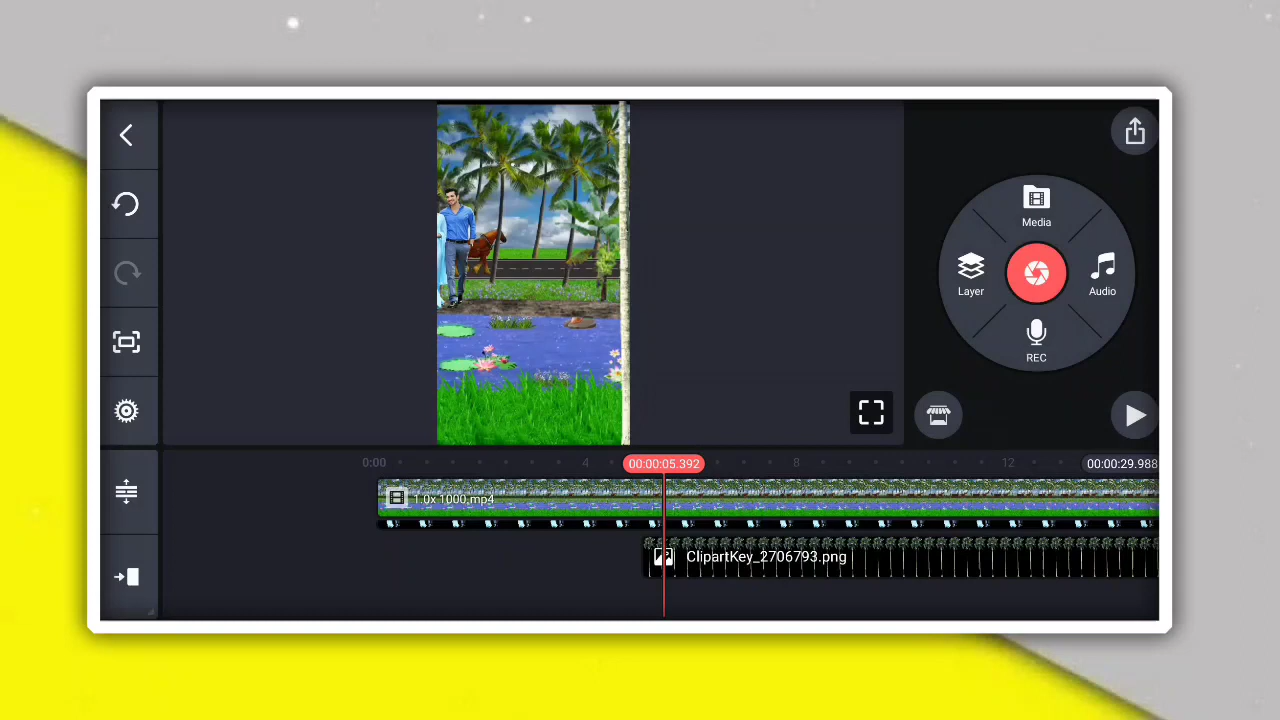 Media
Layer
Audio
REC
0:00
4
00:00:05.392
8
12
00:00:29.988
1.0x 1000.mp4
ClipartKey_2706793.png